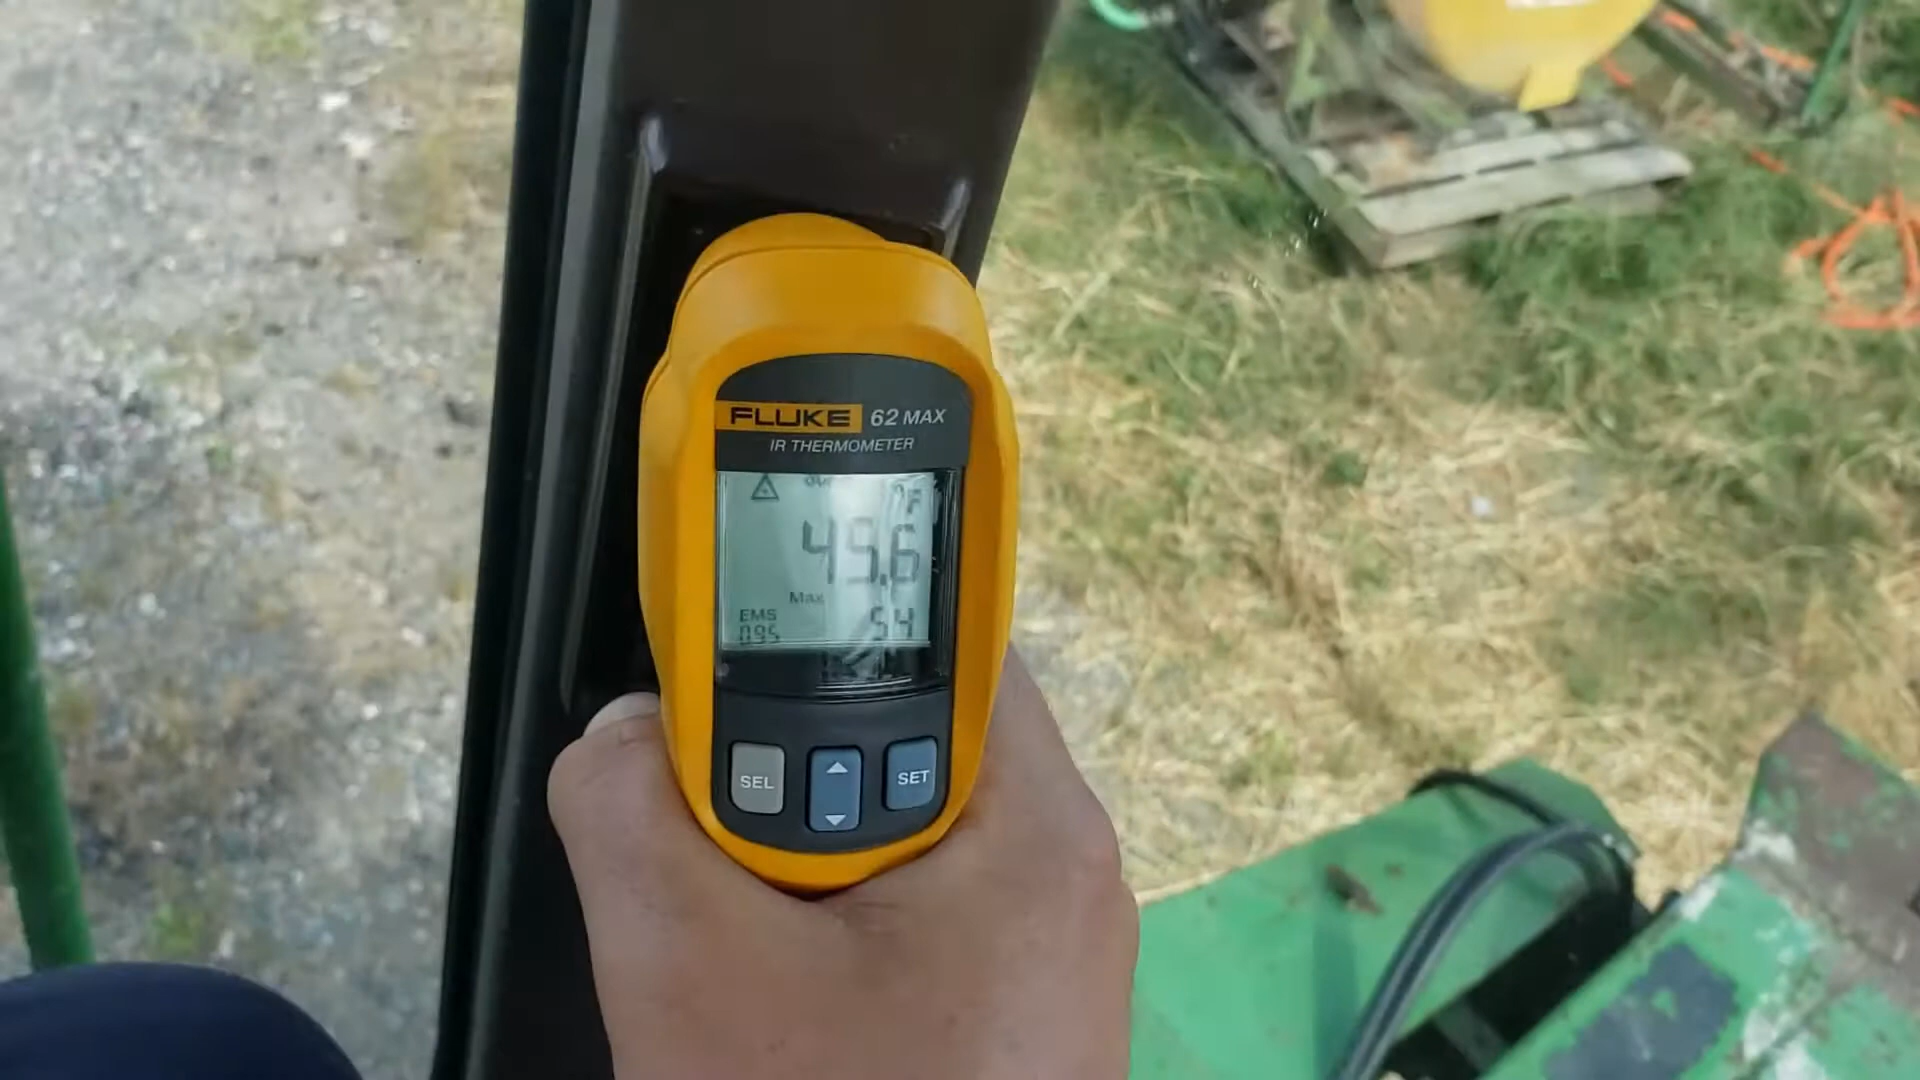 FLUKE 62 MAX
IR THERMOMETER
°F
45.6
Max
EMS 54
0.95
SEL SET